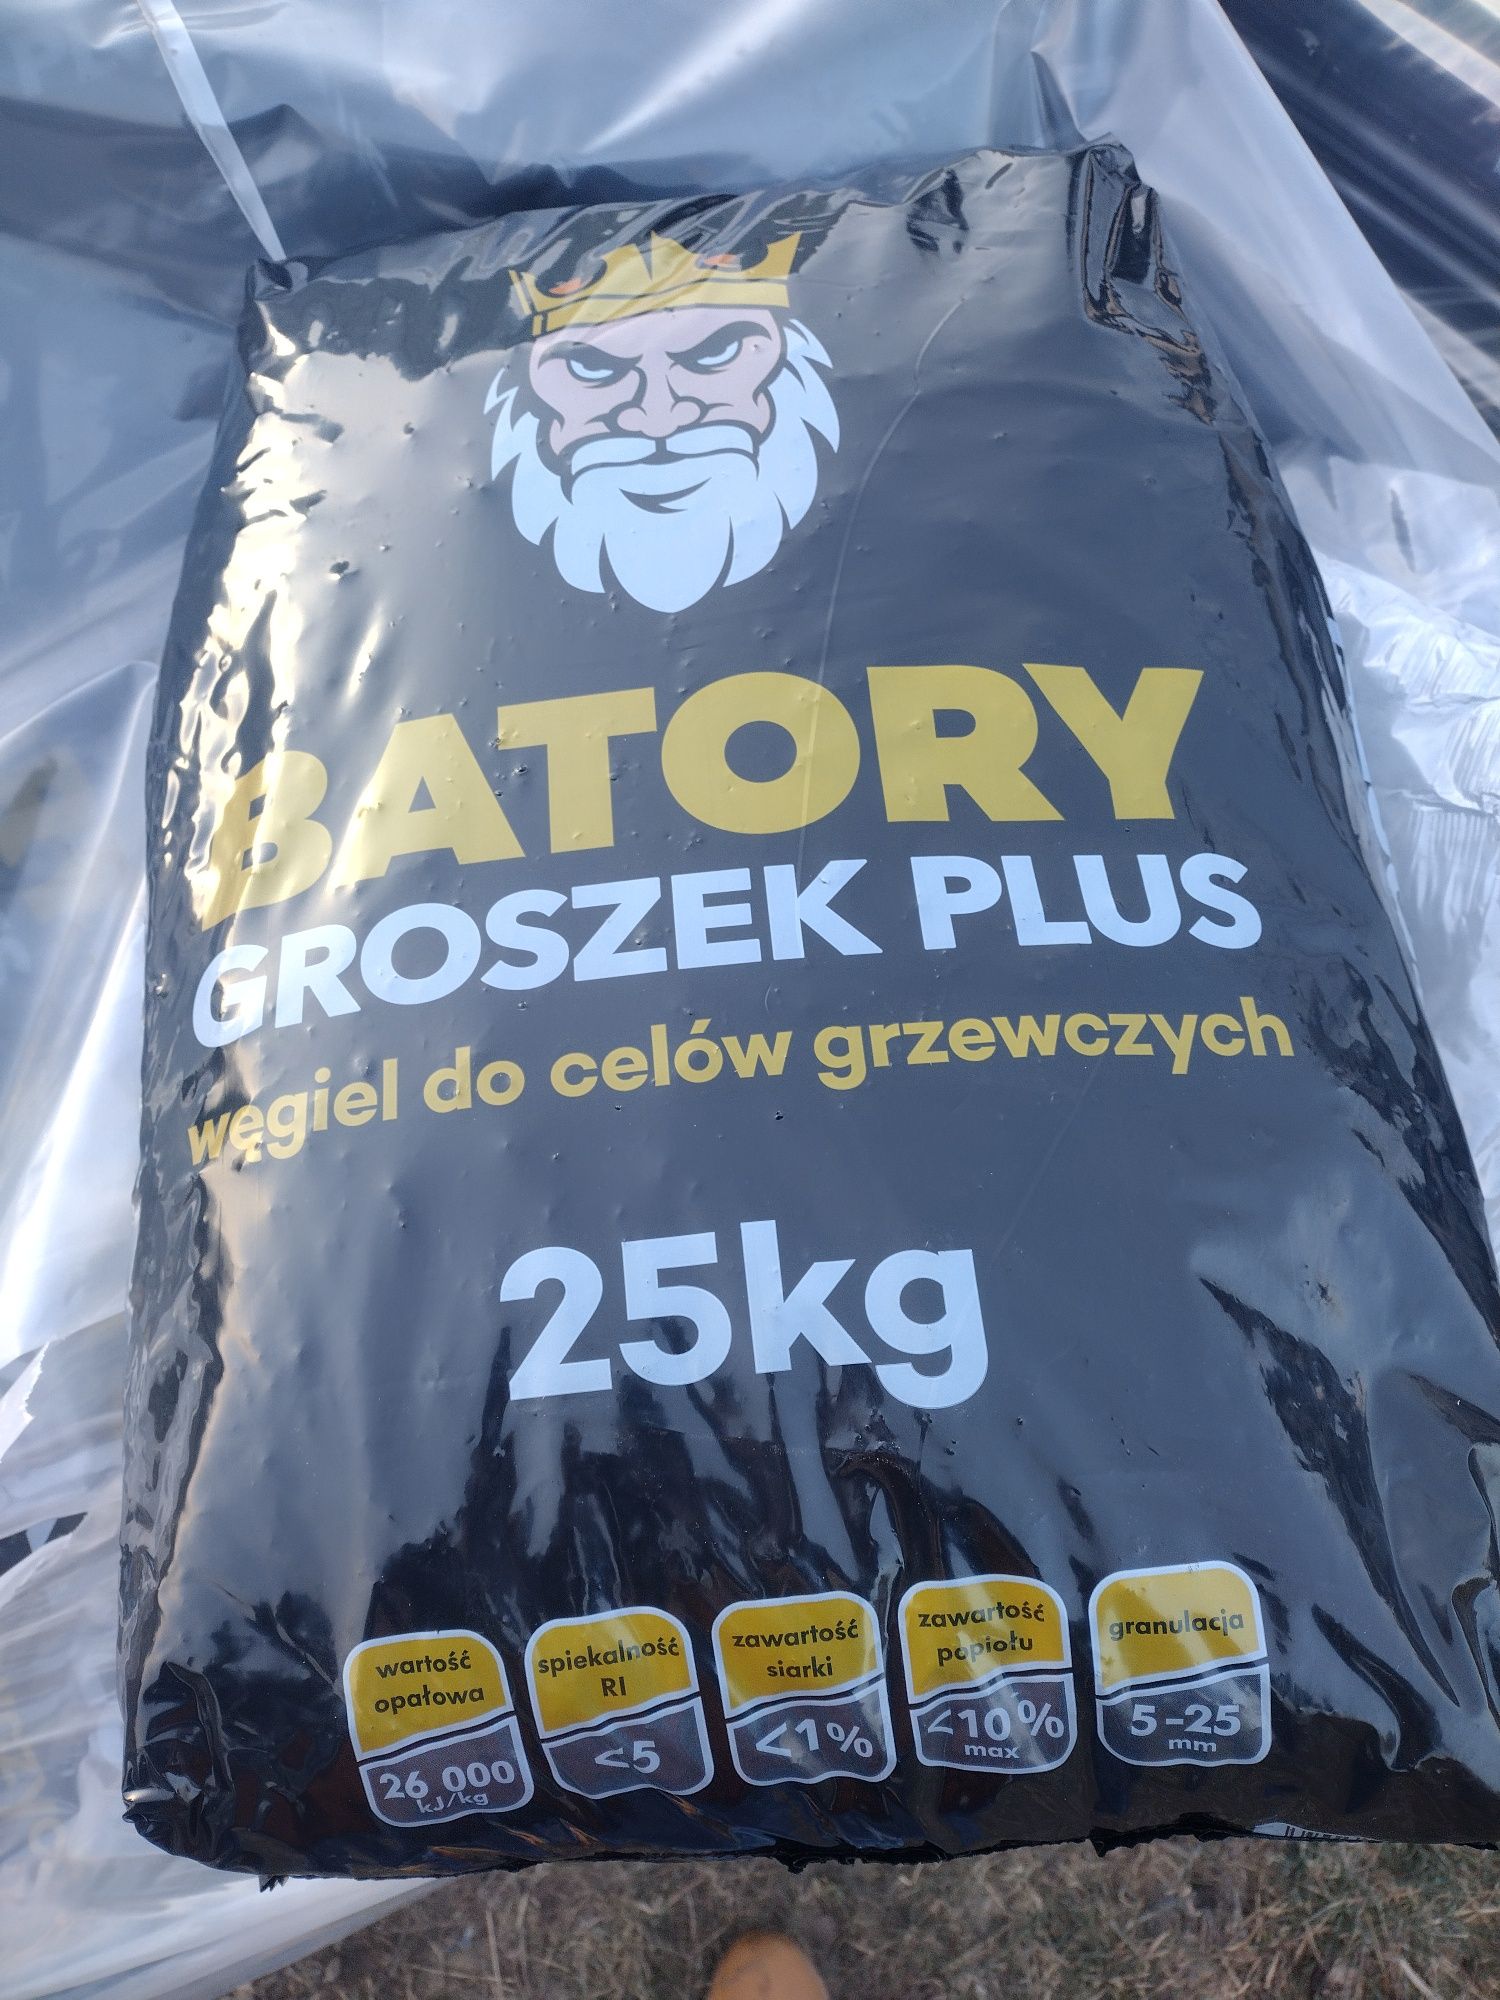 BATORY
GROSZEK PLUS
węgiel do celów grzewczych
25kg
wartość
opałowa
26 000
kJ/kg
spiekalność
RI
<5
zawartość
siarki
<1%
zawartość
popiołu
<10%
max
granulacja
5-25
mm